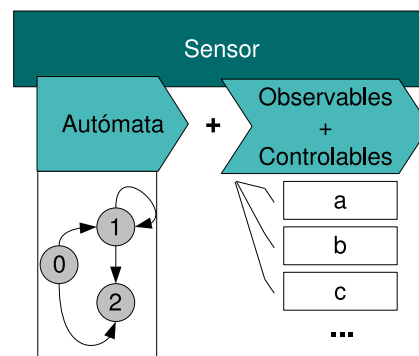 Sensor
Autómata
+
Observables
+
Controlables
0
1
2
a
b
c
...